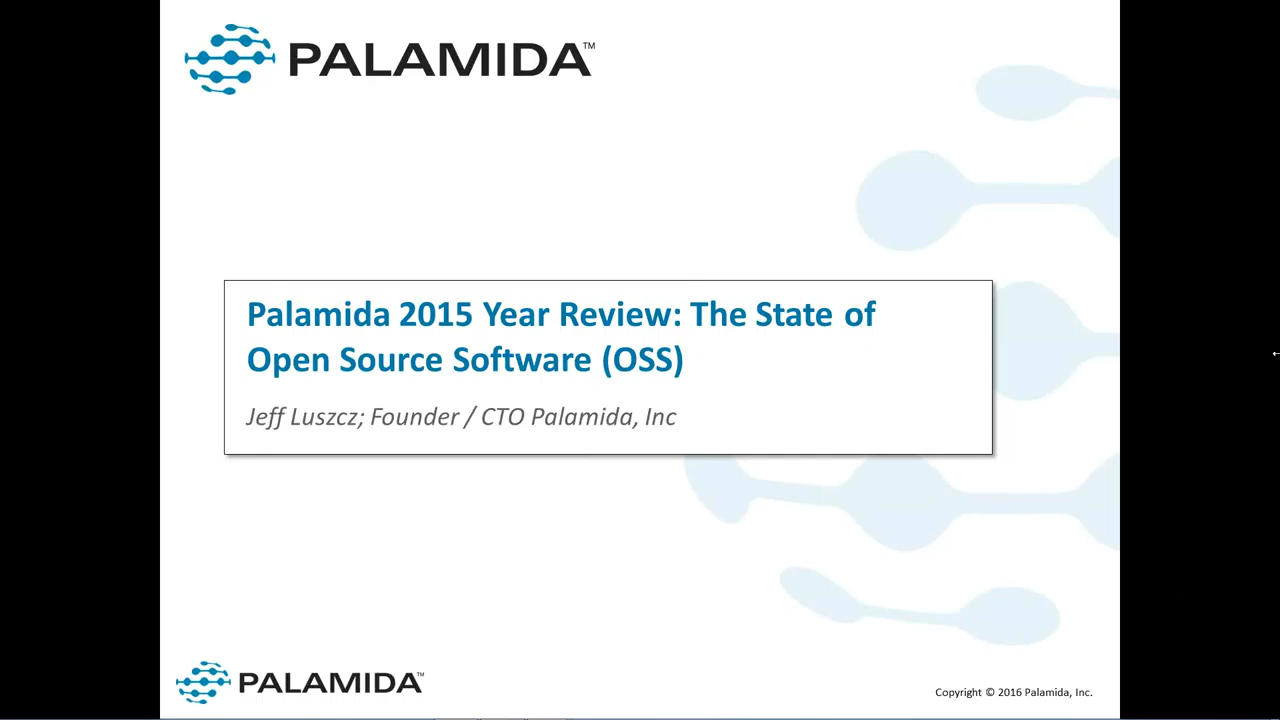 PALAMIDA™
Palamida 2015 Year Review: The State of
Open Source Software (OSS)
Jeff Luszcz; Founder / CTO Palamida, Inc
PALAMIDA™
Copyright © 2016 Palamida, Inc.